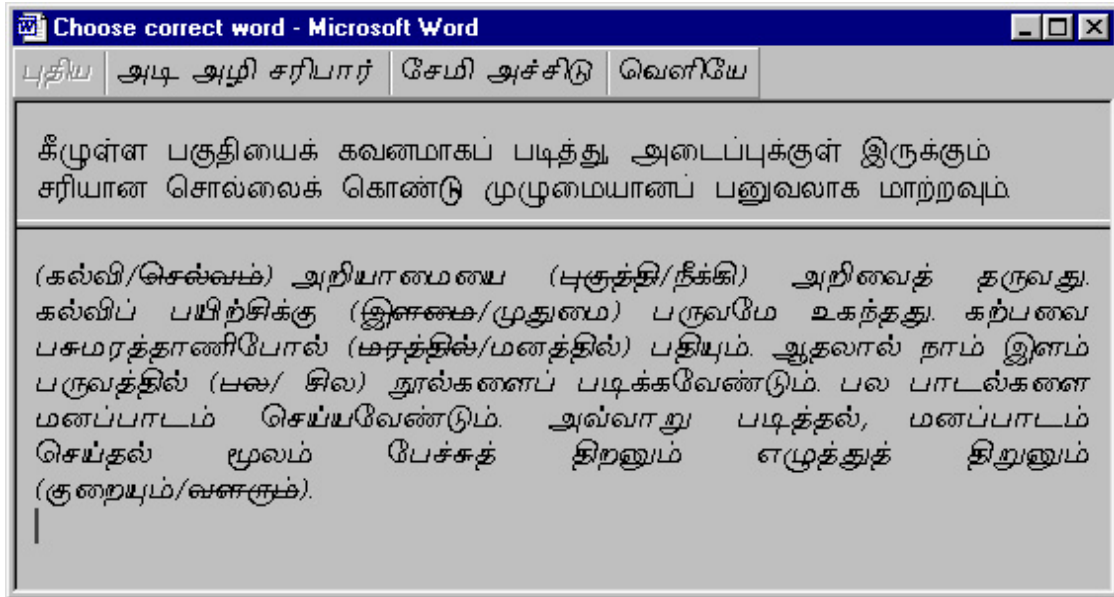 Choose correct word - Microsoft Word
புதிய அடி அழி சரிபார் சேமி அச்சிடு வெளியே
கீழுள்ள பகுதியைக் கவனமாகப் படித்து, அடைப்புக்குள் இருக்கும்
சரியான சொல்லைக் கொண்டு முழுமையானப் பனுவலாக மாற்றவும்.
(கல்வி/செல்வம்) அறியாமையை (புகுத்தி/நீக்கி) அறிவைத் தருவது.
கல்விப் பயிற்சிக்கு (இளமை/முதுமை) பருவமே உகந்தது. கற்பவை
பசுமரத்தாணிபோல் (மரத்தில்/மனத்தில்) பதியும். ஆதலால் நாம் இளம்
பருவத்தில் (பல/ சில) நூல்களைப் படிக்கவேண்டும். பல பாடல்களை
மனப்பாடம் செய்யவேண்டும். அவ்வாறு படித்தல், மனப்பாடம்
செய்தல் மூலம் பேச்சுத் திறனும் எழுத்துத் திறுனும்
(குறையும்/வளரும்).